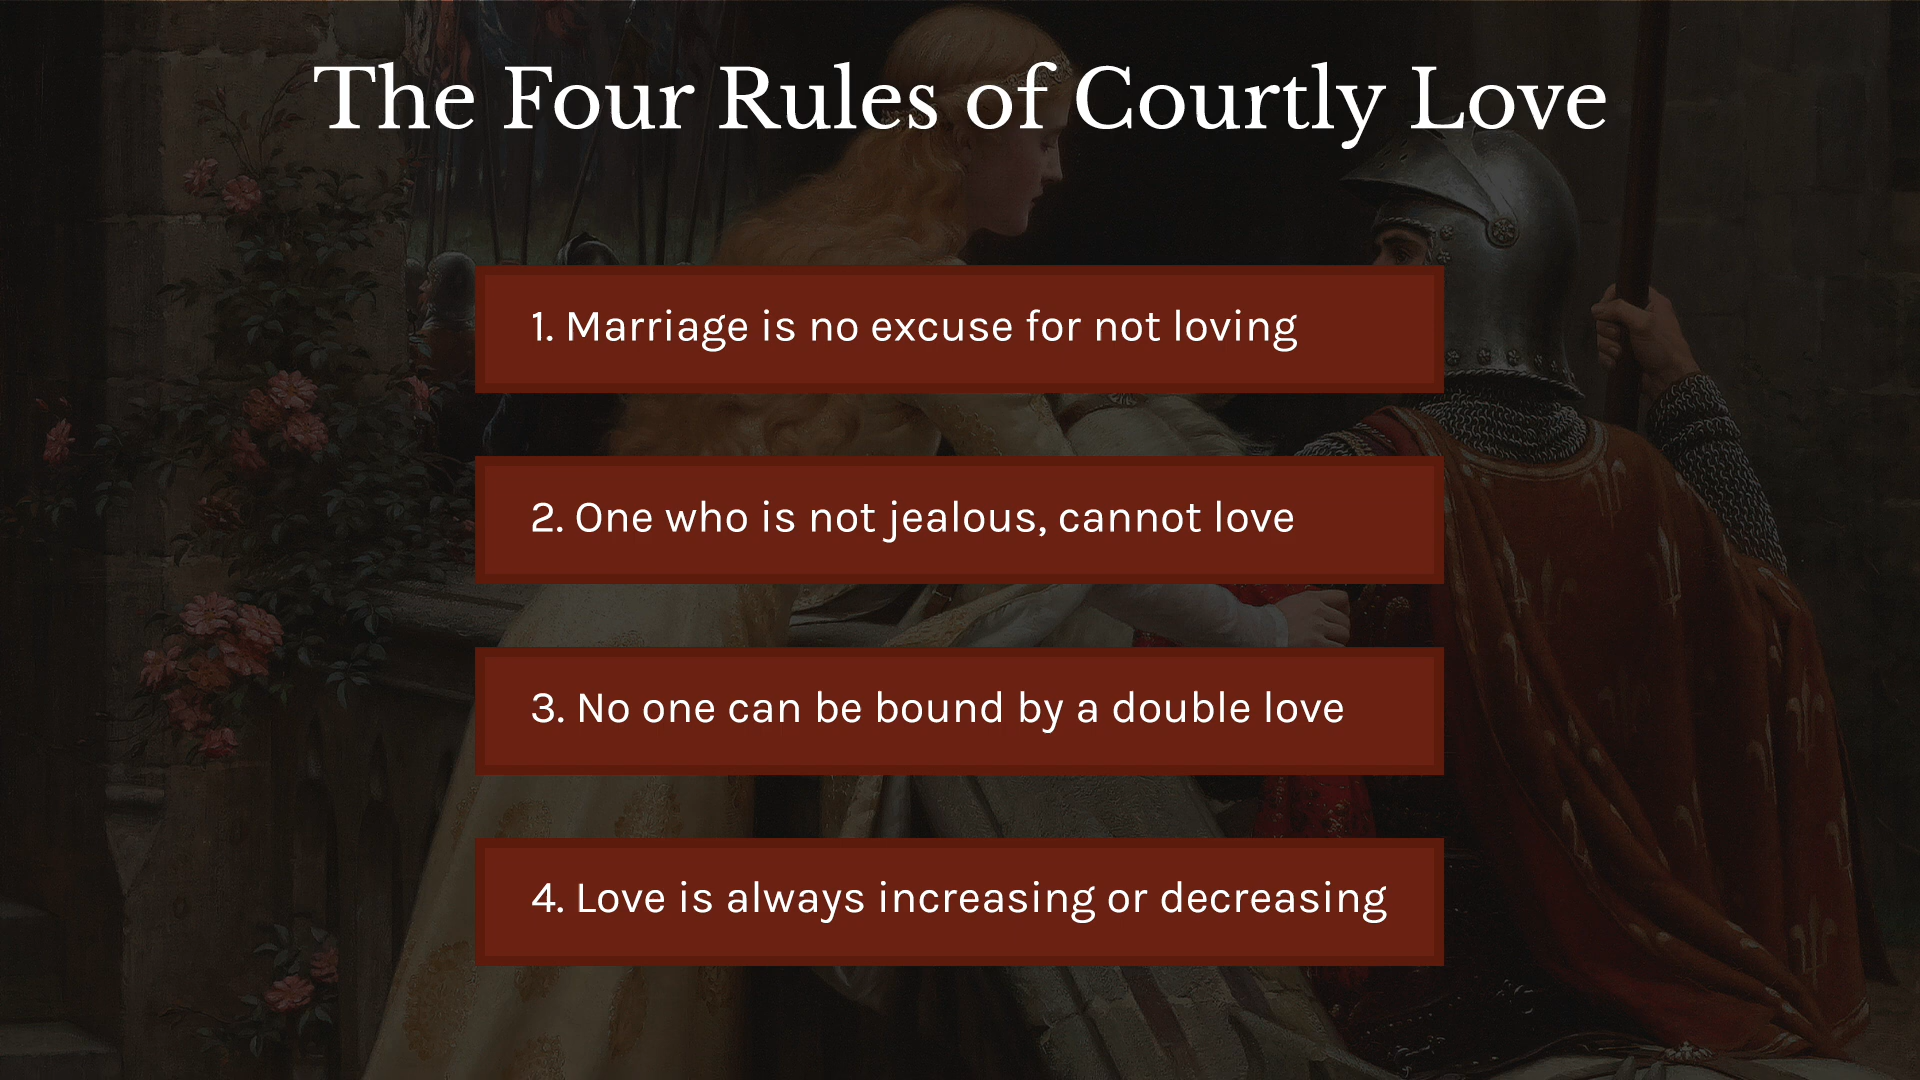 The Four Rules of Courtly Love
1. Marriage is no excuse for not loving
2. One who is not jealous, cannot love
3. No one can be bound by a double love
4. Love is always increasing or decreasing